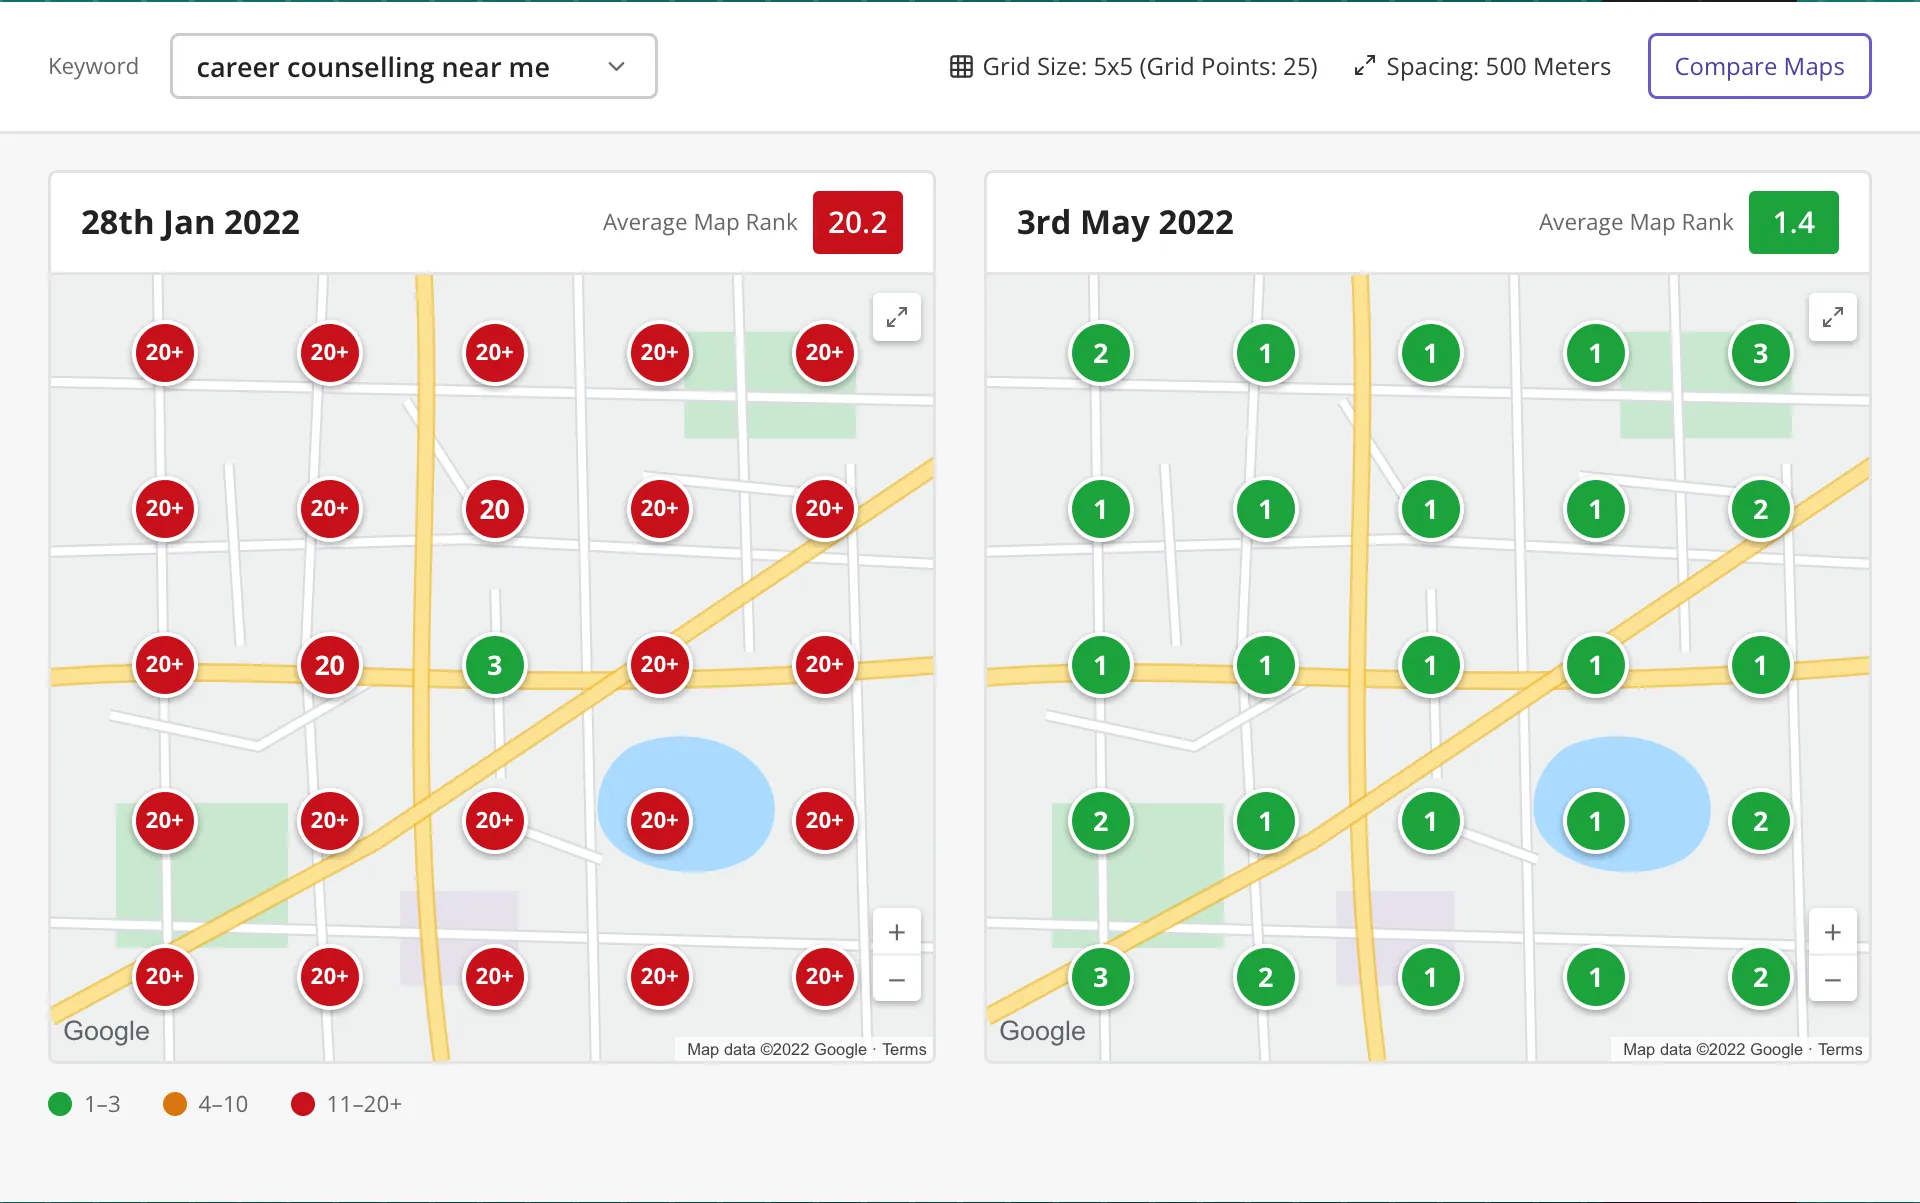 Keyword
career counselling near me
Grid Size: 5x5 (Grid Points: 25)
Spacing: 500 Meters
Compare Maps
28th Jan 2022
Average Map Rank
20.2
20+ 20+ 20+ 20+ 20+
20+ 20+ 20 20+ 20+
20+ 20 3 20+ 20+
20+ 20+ 20+ 20+ 20+
20+ 20+ 20+ 20+ 20+
+
−
Google
Map data ©2022 Google · Terms
3rd May 2022
Average Map Rank
1.4
2 1 1 1 3
1 1 1 1 2
1 1 1 1 1
2 1 1 1 2
3 2 1 1 2
+
−
Google
Map data ©2022 Google · Terms
1–3
4–10
11–20+